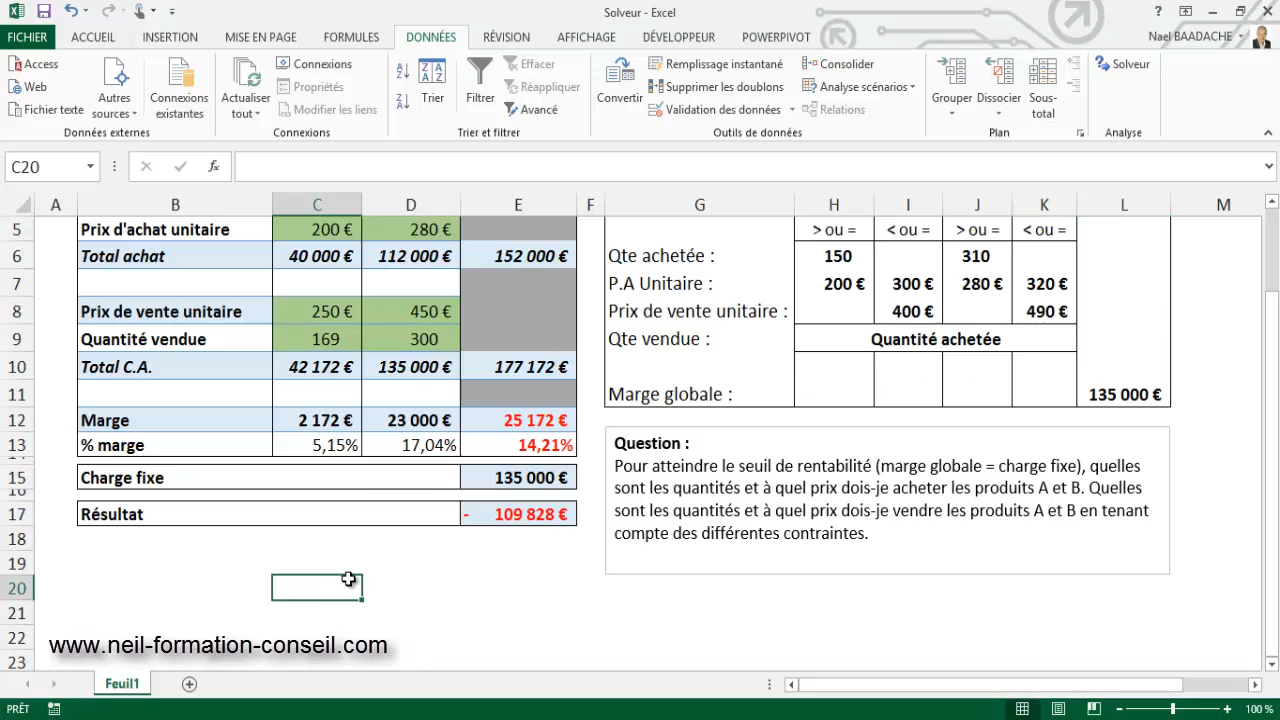 Solveur - Excel
FICHIER ACCUEIL INSERTION MISE EN PAGE FORMULES DONNÉES RÉVISION AFFICHAGE DÉVELOPPEUR POWERPIVOT Nael BAADACHE
Access
Web
Fichier texte
Autres sources
Connexions existantes
Données externes
Actualiser tout
Connexions
Propriétés
Modifier les liens
Connexions
Trier
Filtrer
Effacer
Réappliquer
Avancé
Trier et filtrer
Convertir
Remplissage instantané
Supprimer les doublons
Validation des données
Consolider
Analyse scénarios
Relations
Outils de données
Grouper
Dissocier
Sous-total
Plan
Solveur
Analyse
C20
A B C D E F G H I J K L M
5 Prix d'achat unitaire 200 € 280 € > ou = < ou = > ou = < ou =
6 Total achat 40 000 € 112 000 € 152 000 € Qte achetée : 150 310
7 P.A Unitaire : 200 € 300 € 280 € 320 €
8 Prix de vente unitaire 250 € 450 € Prix de vente unitaire : 400 € 490 €
9 Quantité vendue 169 300 Qte vendue : Quantité achetée
10 Total C.A. 42 172 € 135 000 € 177 172 €
11 Marge globale : 135 000 €
12 Marge 2 172 € 23 000 € 25 172 €
13 % marge 5,15% 17,04% 14,21%
15 Charge fixe 135 000 €
16
17 Résultat - 109 828 €
18
19
20
21
22
23
Question :
Pour atteindre le seuil de rentabilité (marge globale = charge fixe), quelles
sont les quantités et à quel prix dois-je acheter les produits A et B. Quelles
sont les quantités et à quel prix dois-je vendre les produits A et B en tenant
compte des différentes contraintes.
www.neil-formation-conseil.com
Feuil1
PRÊT 100 %